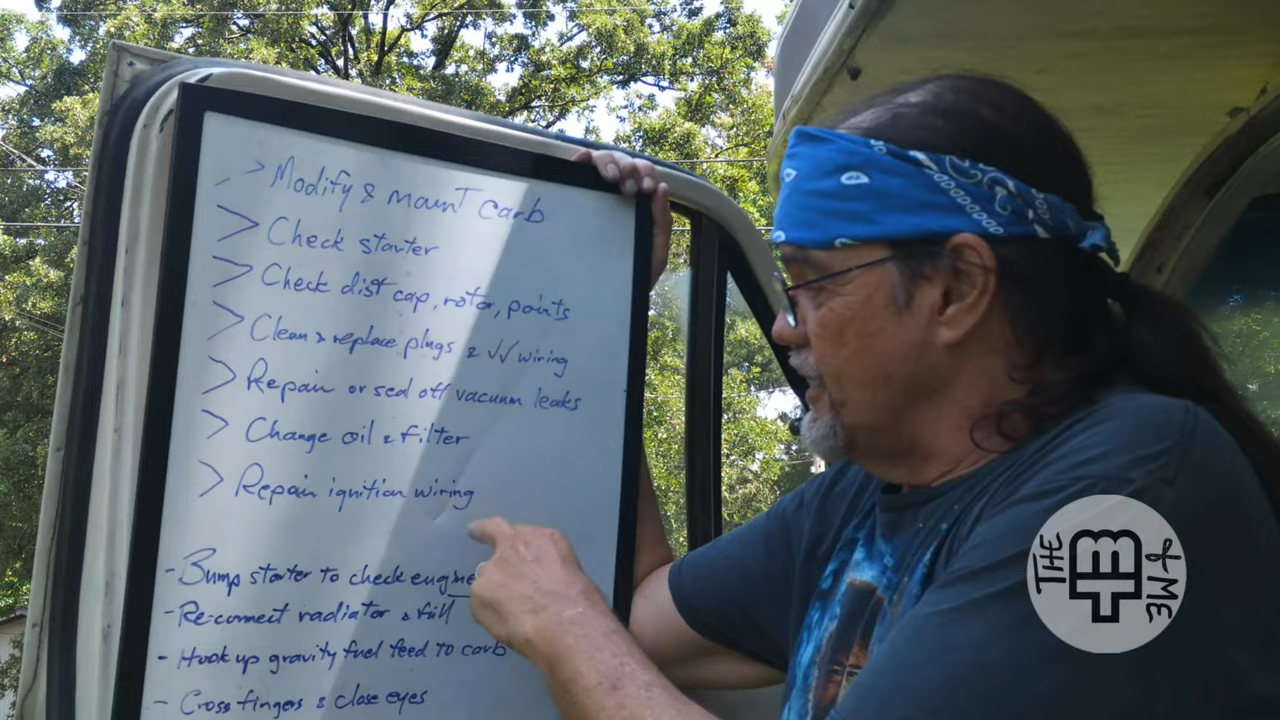 > Modify & mount carb
> Check starter
> Check dist cap, rotor, points
> Clean & replace plugs & √√ wiring
> Repair or seal off vacuum leaks
> Change oil & filter
> Repair ignition wiring
- Bump starter to check engine
- Re-connect radiator & fill
- Hook up gravity fuel feed to carb
- Cross fingers & close eyes
THE
MB
& ME